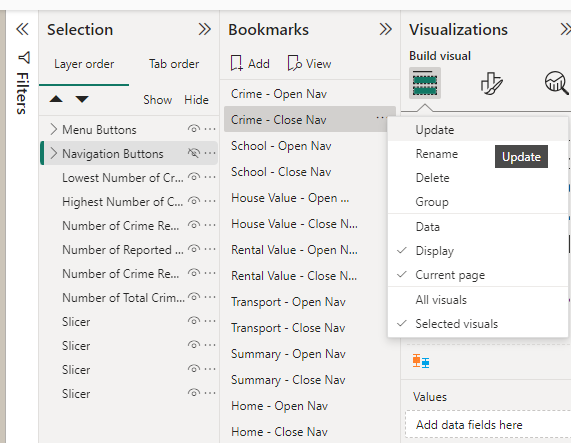 Filters
Selection
Layer order
Tab order
Show
Hide
Menu Buttons
Navigation Buttons
Lowest Number of Cr...
Highest Number of C...
Number of Crime Re...
Number of Reported ...
Number of Crime Re...
Number of Total Crim...
Slicer
Slicer
Slicer
Slicer
Bookmarks
Add
View
Crime - Open Nav
Crime - Close Nav
School - Open Nav
School - Close Nav
House Value - Open ...
House Value - Close N...
Rental Value - Open N...
Rental Value - Close N...
Transport - Open Nav
Transport - Close Nav
Summary - Open Nav
Summary - Close Nav
Home - Open Nav
Home - Close Nav
Visualizations
Build visual
Update
Rename
Delete
Group
Data
Display
Current page
All visuals
Selected visuals
Update
Values
Add data fields here